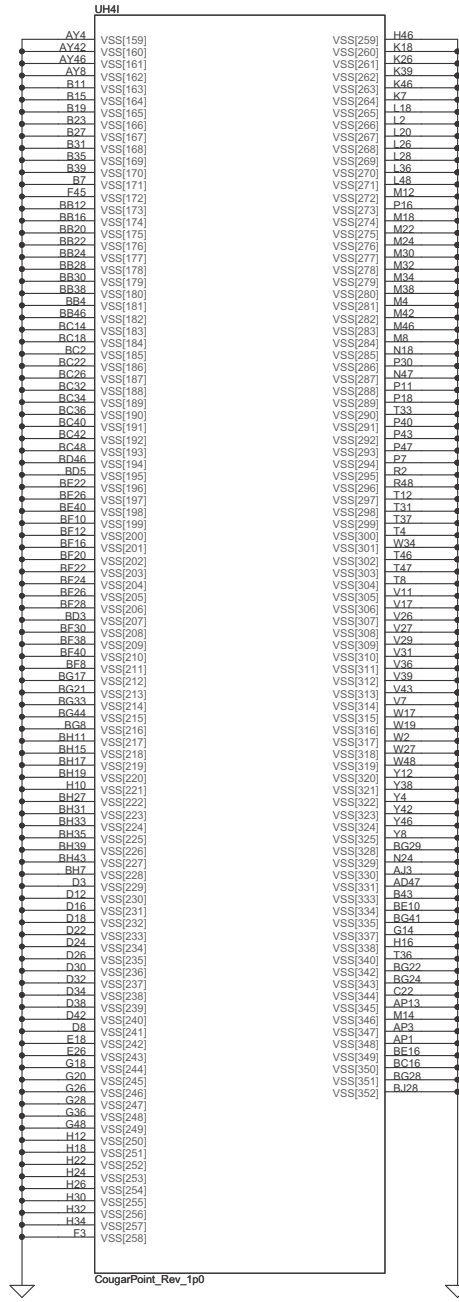 UH4I
AY4 VSS[159]
AY42 VSS[160]
AY46 VSS[161]
AY8 VSS[162]
B11 VSS[163]
B15 VSS[164]
B19 VSS[165]
B23 VSS[166]
B27 VSS[167]
B31 VSS[168]
B35 VSS[169]
B39 VSS[170]
B7 VSS[171]
F45 VSS[172]
BB12 VSS[173]
BB16 VSS[174]
BB20 VSS[175]
BB22 VSS[176]
BB24 VSS[177]
BB28 VSS[178]
BB30 VSS[179]
BB38 VSS[180]
BB4 VSS[181]
BB46 VSS[182]
BC14 VSS[183]
BC18 VSS[184]
BC2 VSS[185]
BC22 VSS[186]
BC26 VSS[187]
BC32 VSS[188]
BC34 VSS[189]
BC36 VSS[190]
BC40 VSS[191]
BC42 VSS[192]
BC48 VSS[193]
BD46 VSS[194]
BD5 VSS[195]
BE22 VSS[196]
BE26 VSS[197]
BE40 VSS[198]
BF10 VSS[199]
BF12 VSS[200]
BF16 VSS[201]
BF20 VSS[202]
BF22 VSS[203]
BF24 VSS[204]
BF26 VSS[205]
BF28 VSS[206]
BD3 VSS[207]
BF30 VSS[208]
BF38 VSS[209]
BF40 VSS[210]
BF8 VSS[211]
BG17 VSS[212]
BG21 VSS[213]
BG33 VSS[214]
BG44 VSS[215]
BG8 VSS[216]
BH11 VSS[217]
BH15 VSS[218]
BH17 VSS[219]
BH19 VSS[220]
H10 VSS[221]
BH27 VSS[222]
BH31 VSS[223]
BH33 VSS[224]
BH35 VSS[225]
BH39 VSS[226]
BH43 VSS[227]
BH7 VSS[228]
D3 VSS[229]
D12 VSS[230]
D16 VSS[231]
D18 VSS[232]
D22 VSS[233]
D24 VSS[234]
D26 VSS[235]
D30 VSS[236]
D32 VSS[237]
D34 VSS[238]
D38 VSS[239]
D42 VSS[240]
D8 VSS[241]
E18 VSS[242]
E26 VSS[243]
G18 VSS[244]
G20 VSS[245]
G26 VSS[246]
G28 VSS[247]
G36 VSS[248]
G48 VSS[249]
H12 VSS[250]
H18 VSS[251]
H22 VSS[252]
H24 VSS[253]
H26 VSS[254]
H30 VSS[255]
H32 VSS[256]
H34 VSS[257]
F3 VSS[258]
VSS[259] H46
VSS[260] K18
VSS[261] K26
VSS[262] K39
VSS[263] K46
VSS[264] K7
VSS[265] L18
VSS[266] L2
VSS[267] L20
VSS[268] L26
VSS[269] L28
VSS[270] L36
VSS[271] L48
VSS[272] M12
VSS[273] P16
VSS[274] M18
VSS[275] M22
VSS[276] M24
VSS[277] M30
VSS[278] M32
VSS[279] M34
VSS[280] M38
VSS[281] M4
VSS[282] M42
VSS[283] M46
VSS[284] M8
VSS[285] N18
VSS[286] P30
VSS[287] N47
VSS[288] P11
VSS[289] P18
VSS[290] T33
VSS[291] P40
VSS[292] P43
VSS[293] P47
VSS[294] P7
VSS[295] R2
VSS[296] R48
VSS[297] T12
VSS[298] T31
VSS[299] T37
VSS[300] T4
VSS[301] W34
VSS[302] T46
VSS[303] T47
VSS[304] T8
VSS[305] V11
VSS[306] V17
VSS[307] V26
VSS[308] V27
VSS[309] V29
VSS[310] V31
VSS[311] V36
VSS[312] V39
VSS[313] V43
VSS[314] V7
VSS[315] W17
VSS[316] W19
VSS[317] W2
VSS[318] W27
VSS[319] W48
VSS[320] Y12
VSS[321] Y38
VSS[322] Y4
VSS[323] Y42
VSS[324] Y46
VSS[325] Y8
VSS[328] BG29
VSS[329] N24
VSS[330] AJ3
VSS[331] AD47
VSS[333] B43
VSS[334] BE10
VSS[335] BG41
VSS[337] G14
VSS[338] H16
VSS[340] T36
VSS[342] BG22
VSS[343] BG24
VSS[344] C22
VSS[345] AP13
VSS[346] M14
VSS[347] AP3
VSS[348] AP1
VSS[349] BE16
VSS[350] BC16
VSS[351] BG28
VSS[352] BJ28
CougarPoint_Rev_1p0